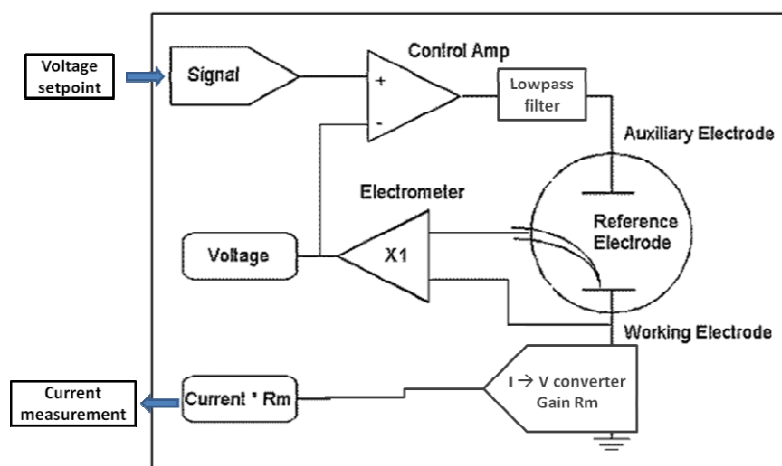 Voltage
setpoint
Signal
Control Amp
+
-
Lowpass
filter
Auxiliary Electrode
Electrometer
Reference
Electrode
Voltage
X1
Working Electrode
Current
measurement
Current * Rm
I → V converter
Gain Rm